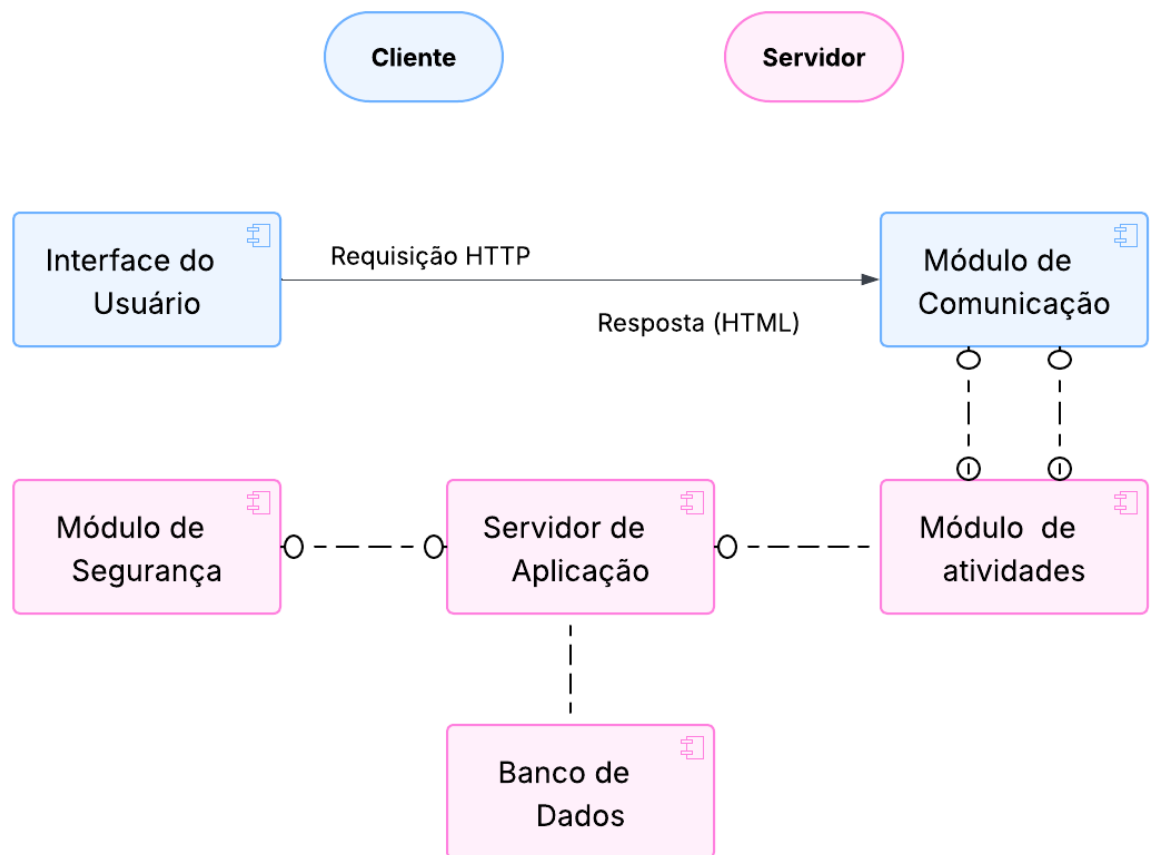 Cliente
Servidor
Interface do
Usuário
Requisição HTTP
Resposta (HTML)
Módulo de
Comunicação
Módulo de
Segurança
Servidor de
Aplicação
Módulo  de
atividades
Banco de
Dados